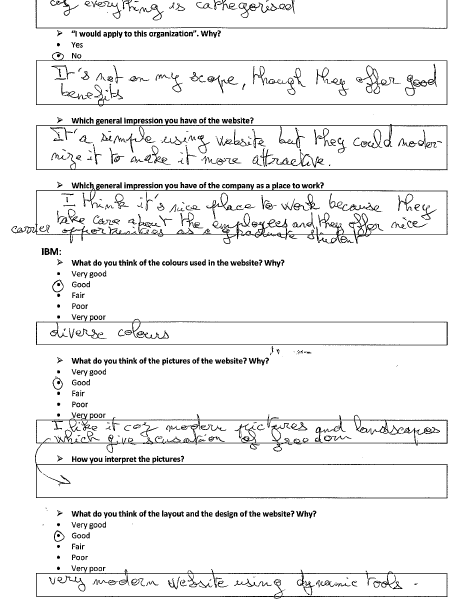 coz everything is cathegorised
➢ "I would apply to this organization". Why?
• Yes
• No
It's not on my scope, though they offer good
benefits
➢ Which general impression you have of the website?
It's a simple using website but they could moder
nize it to make it more attractive.
➢ Which general impression you have of the company as a place to work?
I think it's nice place to work because they
take care about the employees and they offer nice
carrier opportunities as a graduate student
IBM:
➢ What do you think of the colours used in the website? Why?
• Very good
• Good
• Fair
• Poor
• Very poor
diverse colours
➢ What do you think of the pictures of the website? Why?
• Very good
• Good
• Fair
• Poor
• Very poor
I like it coz modern pictures and landscapes
which give sensation of freedom
➢ How you interpret the pictures?
➢ What do you think of the layout and the design of the website? Why?
• Very good
• Good
• Fair
• Poor
• Very poor
very modern website using dynamic tools.